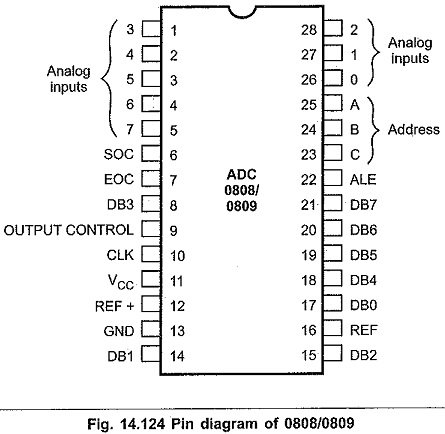 3 1 28 2
4 2 27 1
Analog inputs
5 3 26 0
Analog inputs
6 4 25 A
7 5 24 B
Address
SOC 6 23 C
EOC 7 ADC 0808/ 0809 22 ALE
DB3 8 21 DB7
OUTPUT CONTROL 9 20 DB6
CLK 10 19 DB5
VCC 11 18 DB4
REF + 12 17 DB0
GND 13 16 REF
DB1 14 15 DB2
Fig. 14.124 Pin diagram of 0808/0809